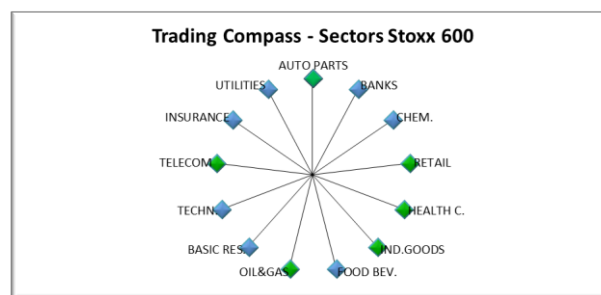 Trading Compass - Sectors Stoxx 600
AUTO PARTS
UTILITIES
BANKS
INSURANCE
CHEM.
TELECOM.
RETAIL
TECHN.
HEALTH C.
BASIC RES.
IND.GOODS
OIL&GAS
FOOD BEV.